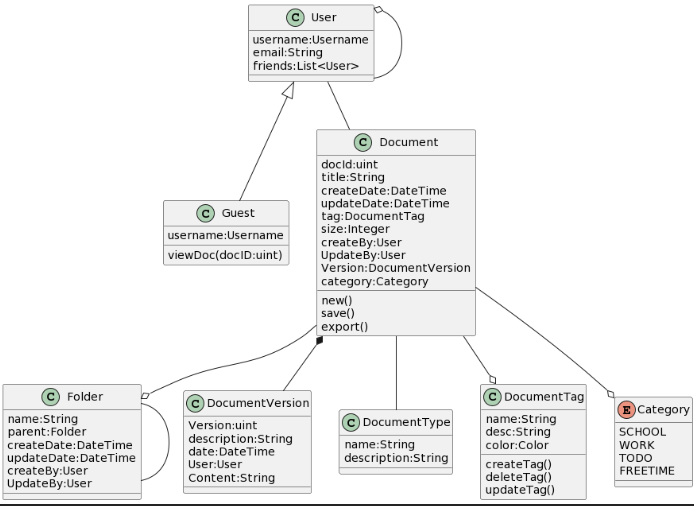 C User
username:Username
email:String
friends:List<User>
C Document
docId:uint
title:String
createDate:DateTime
updateDate:DateTime
tag:DocumentTag
size:Integer
createBy:User
UpdateBy:User
Version:DocumentVersion
category:Category
new()
save()
export()
C Guest
username:Username
viewDoc(docID:uint)
C Folder
name:String
parent:Folder
createDate:DateTime
updateDate:DateTime
createBy:User
UpdateBy:User
C DocumentVersion
Version:uint
description:String
date:DateTime
User:User
Content:String
C DocumentType
name:String
description:String
C DocumentTag
name:String
desc:String
color:Color
createTag()
deleteTag()
updateTag()
E Category
SCHOOL
WORK
TODO
FREETIME